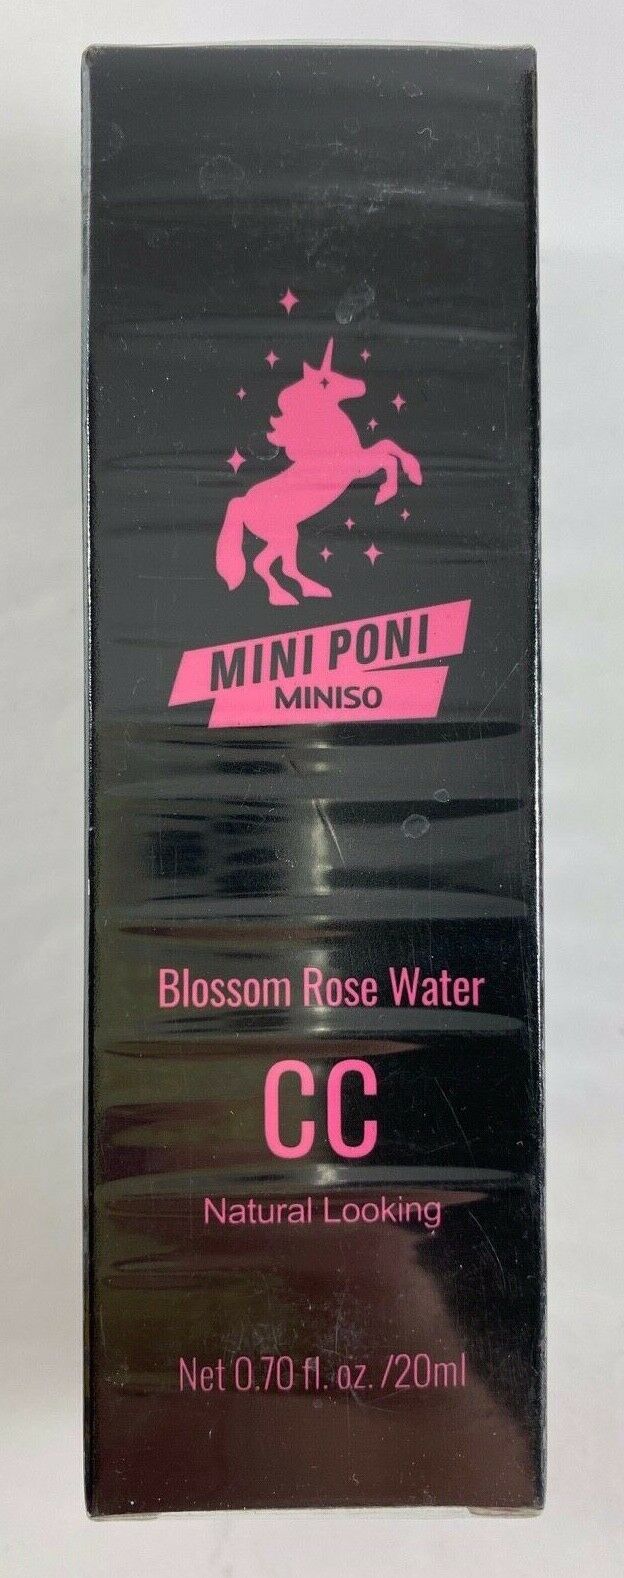 MINI PONI
MINISO
Blossom Rose Water
CC
Natural Looking
Net 0.70 fl. oz. /20ml